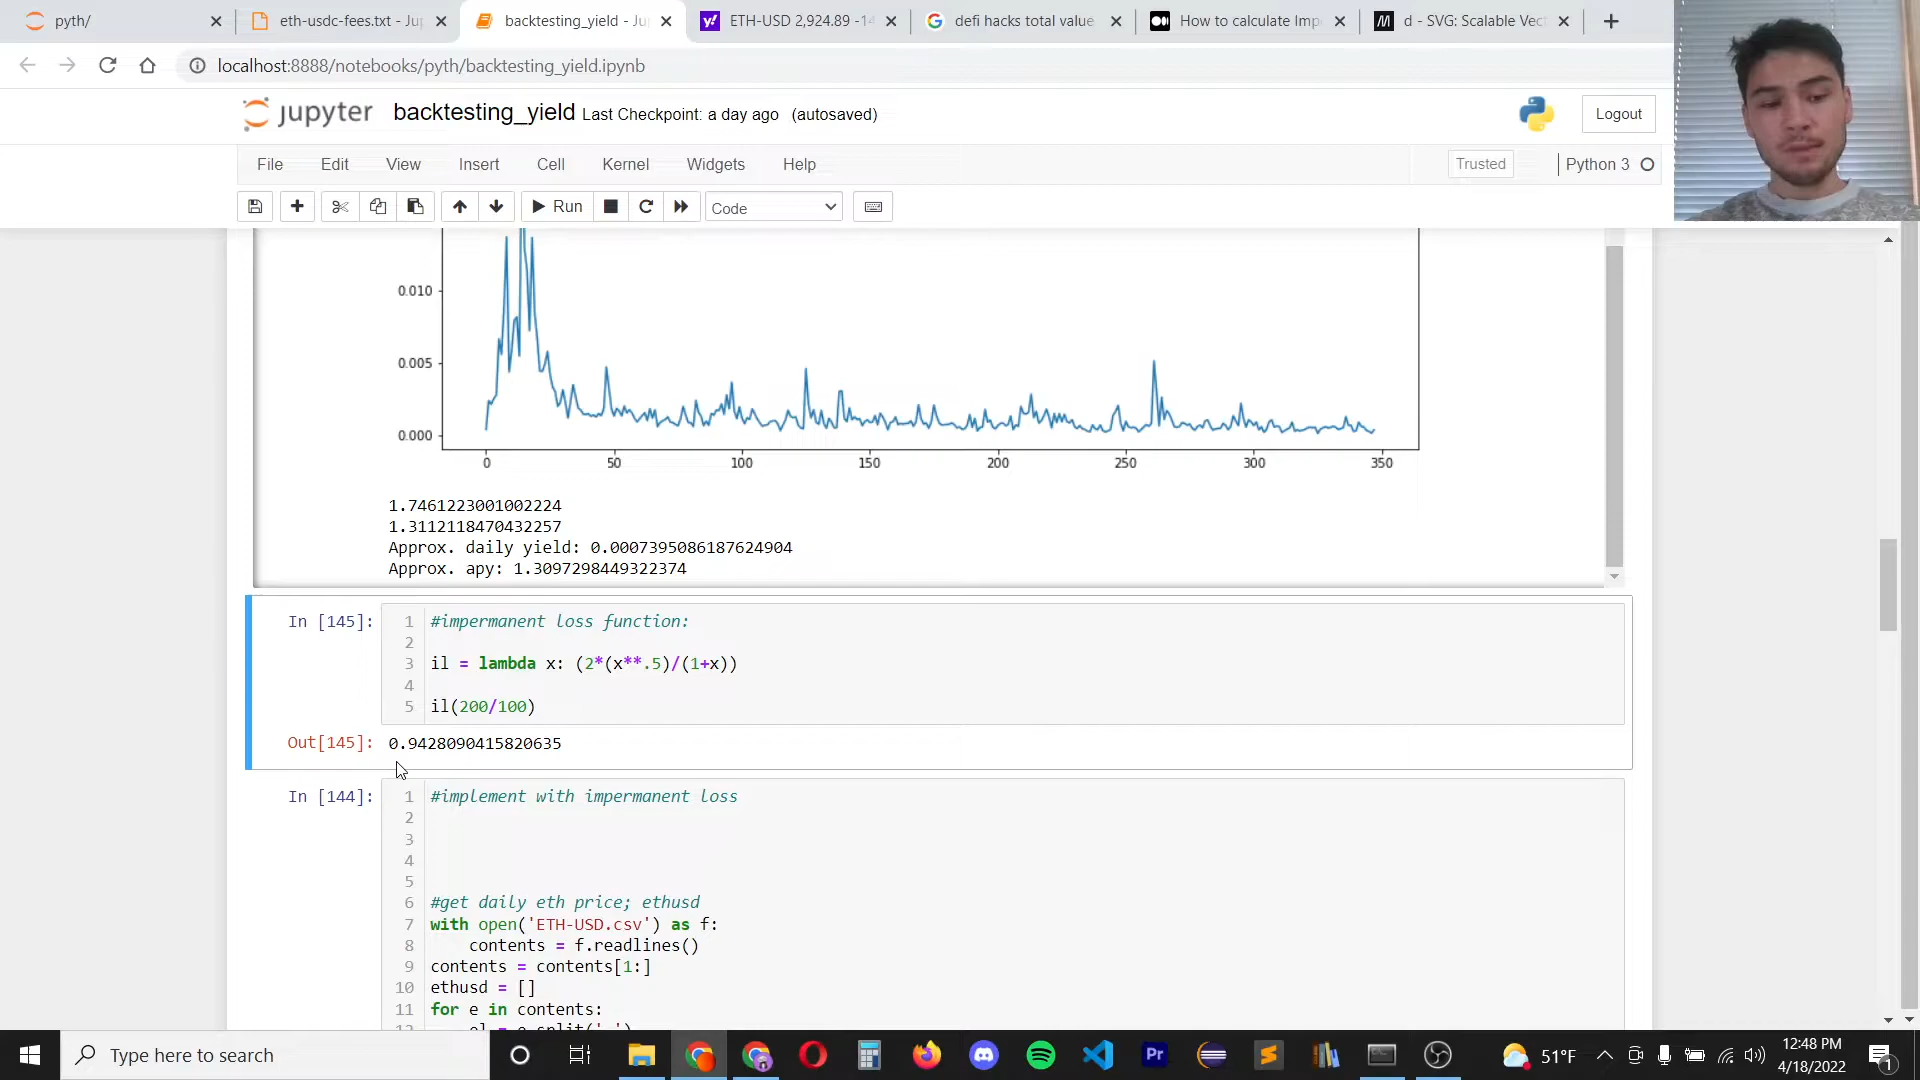 pyth/
eth-usdc-fees.txt - Ju
backtesting_yield - Ju
ETH-USD 2,924.89 -1
defi hacks total value
How to calculate Imp
d - SVG: Scalable Vec
localhost:8888/notebooks/pyth/backtesting_yield.ipynb
jupyter backtesting_yield Last Checkpoint: a day ago (autosaved)
Logout
File Edit View Insert Cell Kernel Widgets Help
Trusted
Python 3
Run
Code
0.010
0.005
0.000
0 50 100 150 200 250 300 350
1.7461223001002224
1.3112118470432257
Approx. daily yield: 0.0007395086187624904
Approx. apy: 1.3097298449322374
In [145]:
1 #impermanent loss function:
2
3 il = lambda x: (2*(x**.5)/(1+x))
4
5 il(200/100)
Out[145]: 0.9428090415820635
In [144]:
1 #implement with impermanent loss
2
3
4
5
6 #get daily eth price; ethusd
7 with open('ETH-USD.csv') as f:
8 contents = f.readlines()
9 contents = contents[1:]
10 ethusd = []
11 for e in contents:
Type here to search
51°F
12:48 PM
4/18/2022
1